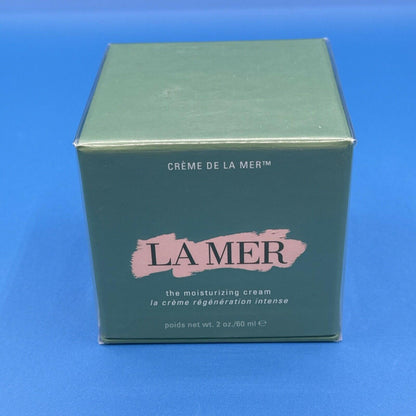 CRÈME DE LA MER™
LA MER
the moisturizing cream
la crème régénération intense
poids net wt. 2 oz./60 ml ℮